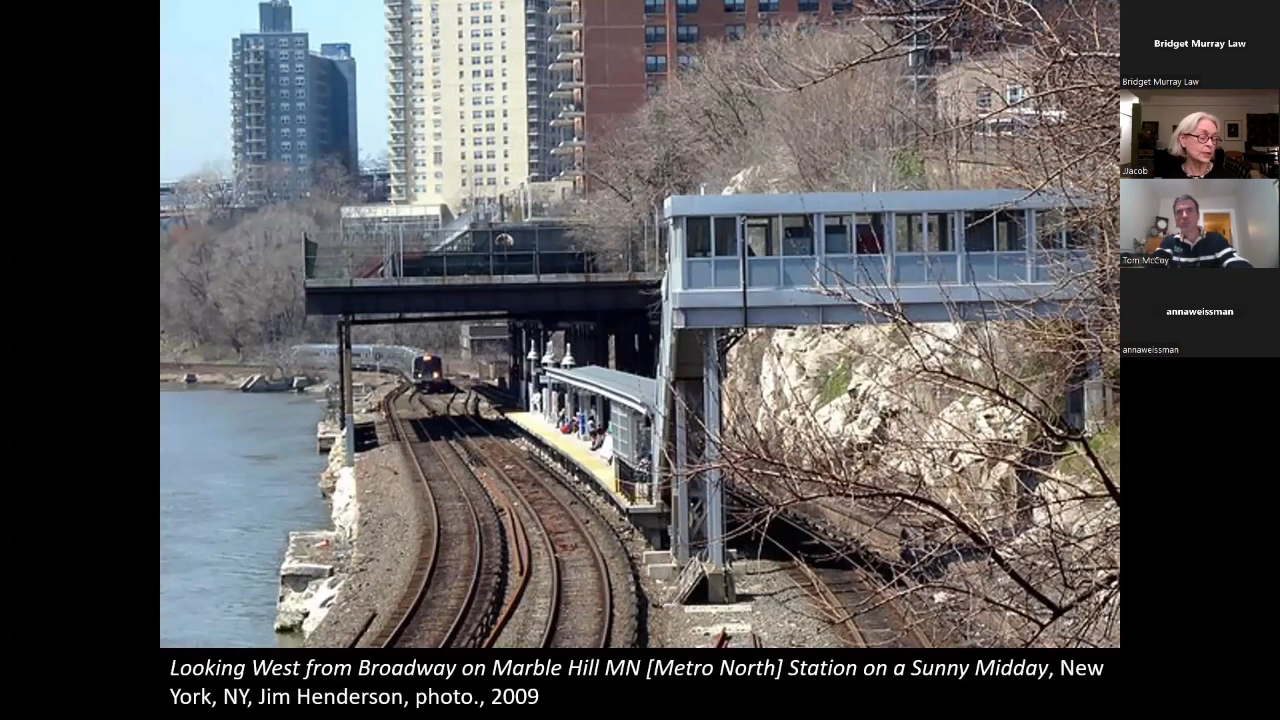 Bridget Murray Law
Bridget Murray Law
JJacob
Tom McCoy
annaweissman
annaweissman
Looking West from Broadway on Marble Hill MN [Metro North] Station on a Sunny Midday, New
York, NY, Jim Henderson, photo., 2009